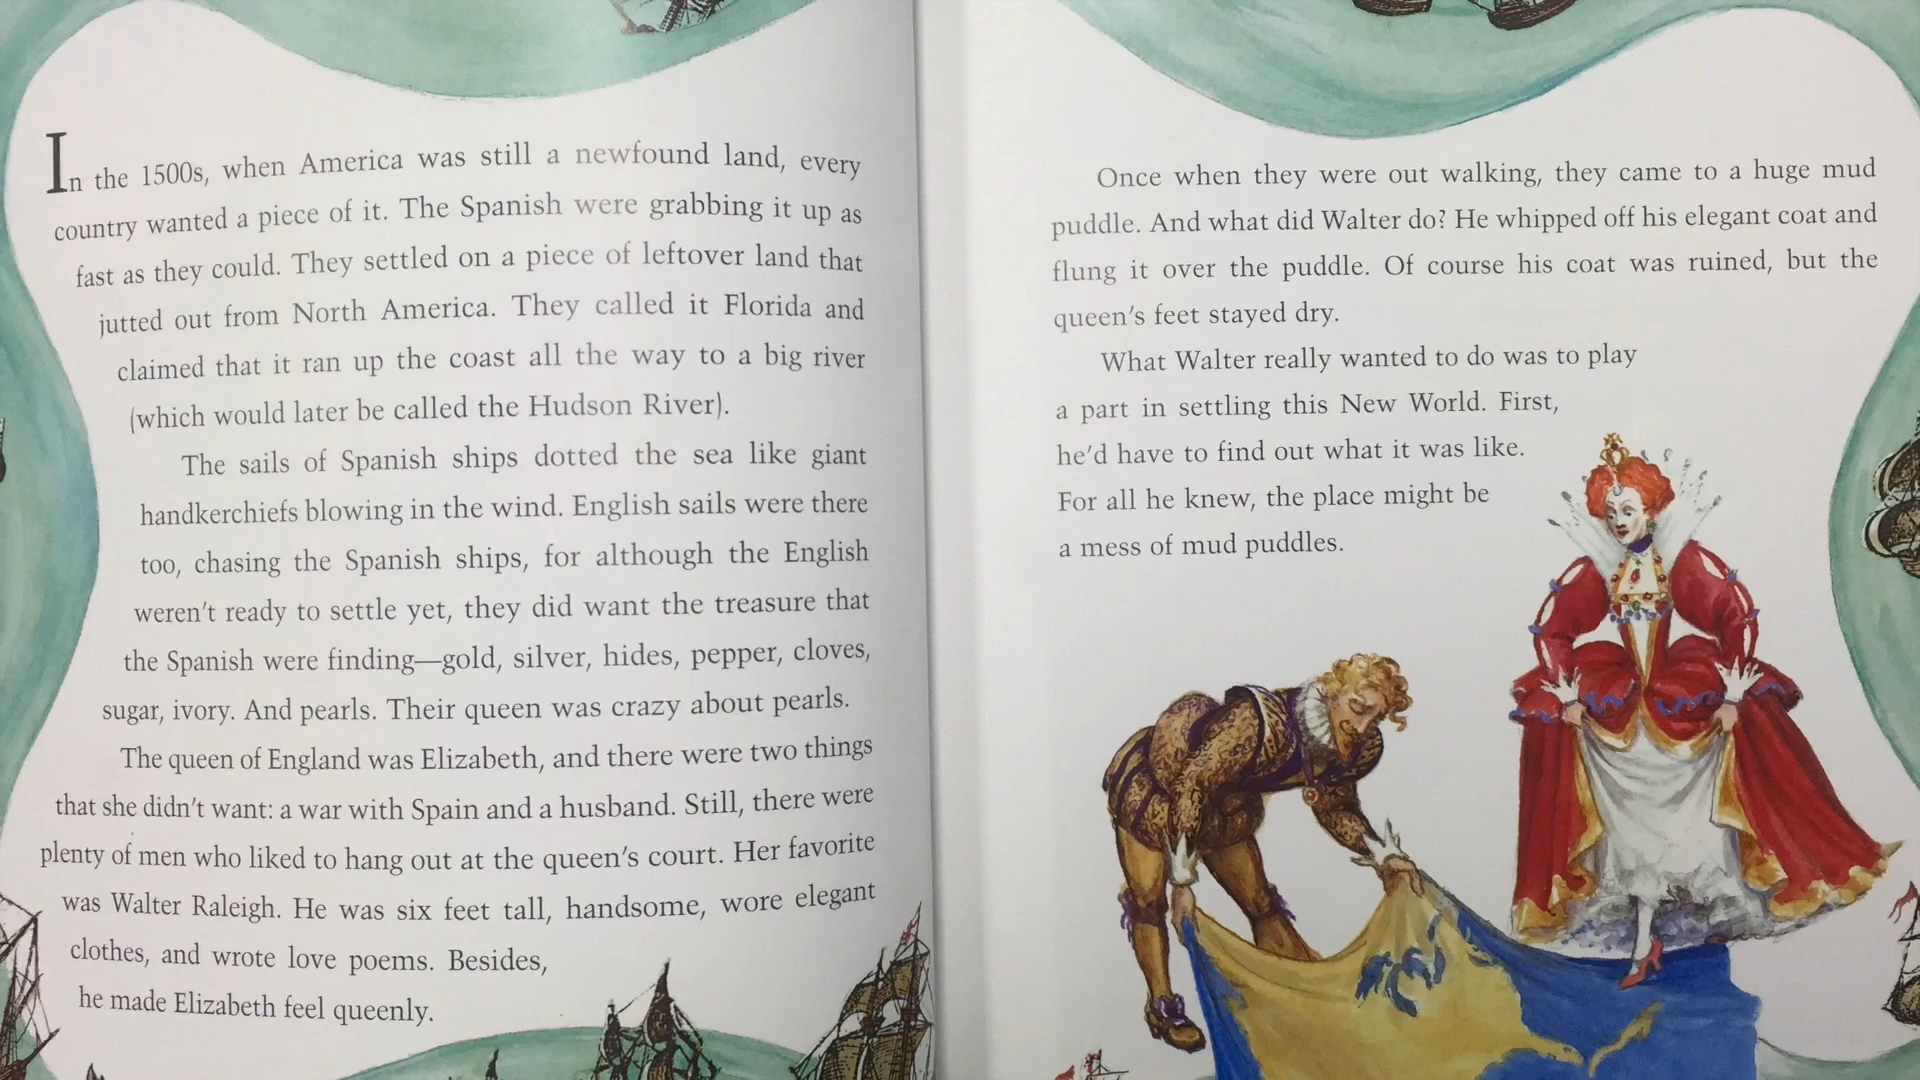 In the 1500s, when America was still a newfound land, every
country wanted a piece of it. The Spanish were grabbing it up as
fast as they could. They settled on a piece of leftover land that
jutted out from North America. They called it Florida and
claimed that it ran up the coast all the way to a big river
(which would later be called the Hudson River).
The sails of Spanish ships dotted the sea like giant
handkerchiefs blowing in the wind. English sails were there
too, chasing the Spanish ships, for although the English
weren't ready to settle yet, they did want the treasure that
the Spanish were finding—gold, silver, hides, pepper, cloves,
sugar, ivory. And pearls. Their queen was crazy about pearls.
The queen of England was Elizabeth, and there were two things
that she didn't want: a war with Spain and a husband. Still, there were
plenty of men who liked to hang out at the queen's court. Her favorite
was Walter Raleigh. He was six feet tall, handsome, wore elegant
clothes, and wrote love poems. Besides,
he made Elizabeth feel queenly.
Once when they were out walking, they came to a huge mud
puddle. And what did Walter do? He whipped off his elegant coat and
flung it over the puddle. Of course his coat was ruined, but the
queen's feet stayed dry.
What Walter really wanted to do was to play
a part in settling this New World. First,
he'd have to find out what it was like.
For all he knew, the place might be
a mess of mud puddles.